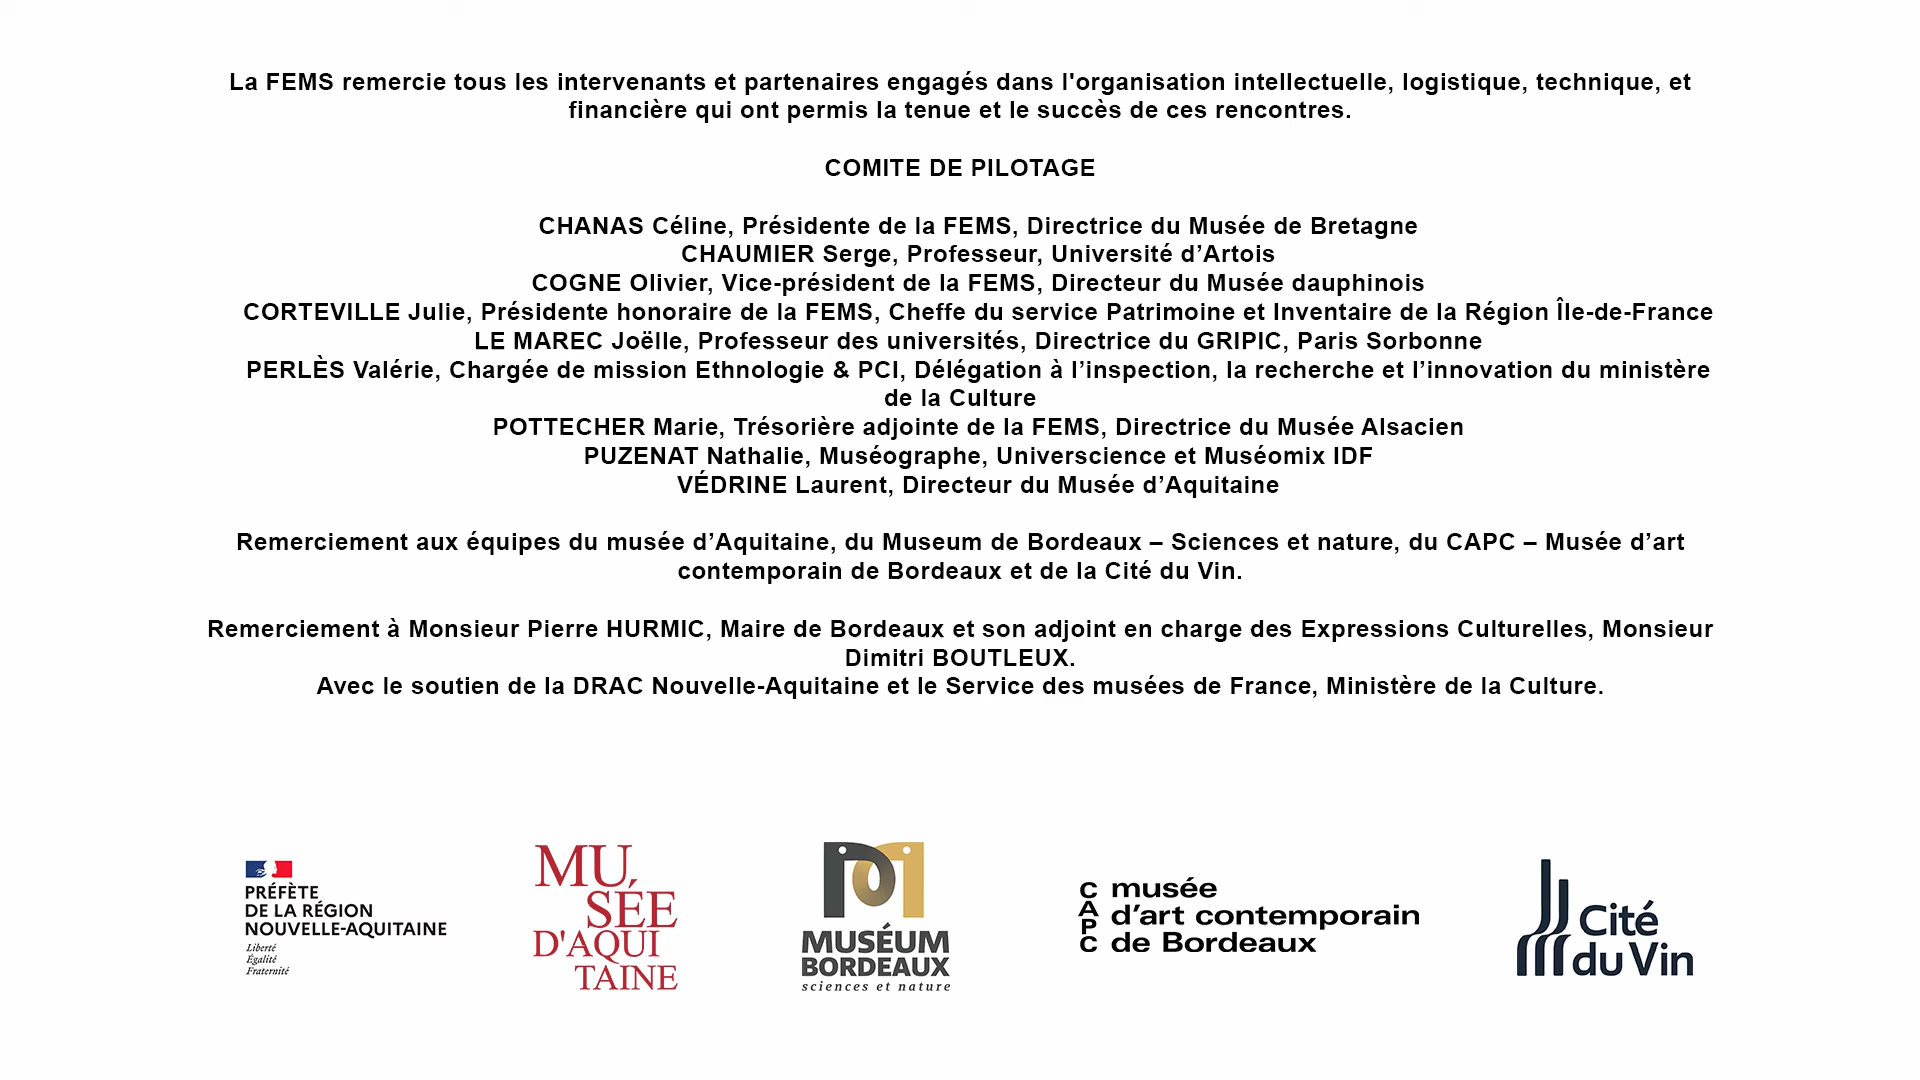 La FEMS remercie tous les intervenants et partenaires engagés dans l'organisation intellectuelle, logistique, technique, et
financière qui ont permis la tenue et le succès de ces rencontres.
COMITE DE PILOTAGE
CHANAS Céline, Présidente de la FEMS, Directrice du Musée de Bretagne
CHAUMIER Serge, Professeur, Université d’Artois
COGNE Olivier, Vice-président de la FEMS, Directeur du Musée dauphinois
CORTEVILLE Julie, Présidente honoraire de la FEMS, Cheffe du service Patrimoine et Inventaire de la Région Île-de-France
LE MAREC Joëlle, Professeur des universités, Directrice du GRIPIC, Paris Sorbonne
PERLÈS Valérie, Chargée de mission Ethnologie & PCI, Délégation à l’inspection, la recherche et l’innovation du ministère
de la Culture
POTTECHER Marie, Trésorière adjointe de la FEMS, Directrice du Musée Alsacien
PUZENAT Nathalie, Muséographe, Universcience et Muséomix IDF
VÉDRINE Laurent, Directeur du Musée d’Aquitaine
Remerciement aux équipes du musée d’Aquitaine, du Museum de Bordeaux – Sciences et nature, du CAPC – Musée d’art
contemporain de Bordeaux et de la Cité du Vin.
Remerciement à Monsieur Pierre HURMIC, Maire de Bordeaux et son adjoint en charge des Expressions Culturelles, Monsieur
Dimitri BOUTLEUX.
Avec le soutien de la DRAC Nouvelle-Aquitaine et le Service des musées de France, Ministère de la Culture.
PRÉFÈTE
DE LA RÉGION
NOUVELLE-AQUITAINE
Liberté
Égalité
Fraternité
MU
SÉE
D'AQUI
TAINE
MUSÉUM
BORDEAUX
sciences et nature
CAPC
musée
d’art contemporain
de Bordeaux
Cité
du Vin